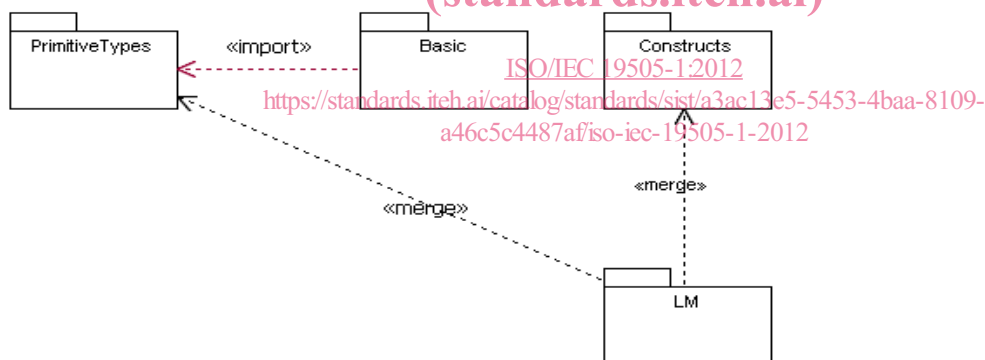 (standards.iteh.ai)
PrimitiveTypes
«import»
Basic
Constructs
ISO/IEC 19505-1:2012
https://standards.iteh.ai/catalog/standards/sist/a3ac13e5-5453-4baa-8109-
a46c5c4487af/iso-iec-19505-1-2012
«merge»
«merge»
LM